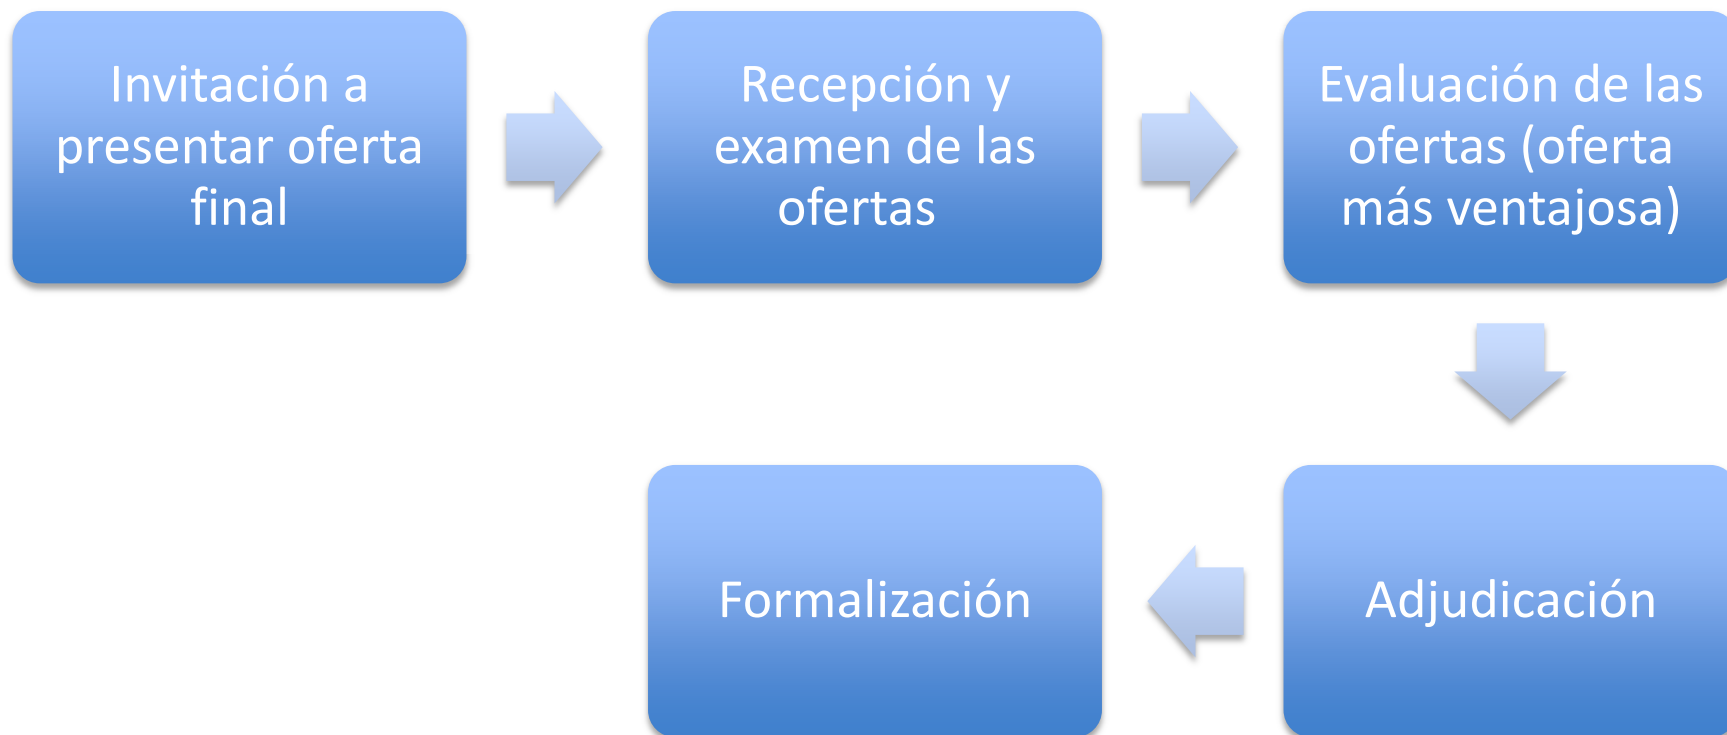 Invitación a
presentar oferta
final
Recepción y
examen de las
ofertas
Evaluación de las
ofertas (oferta
más ventajosa)
Adjudicación
Formalización